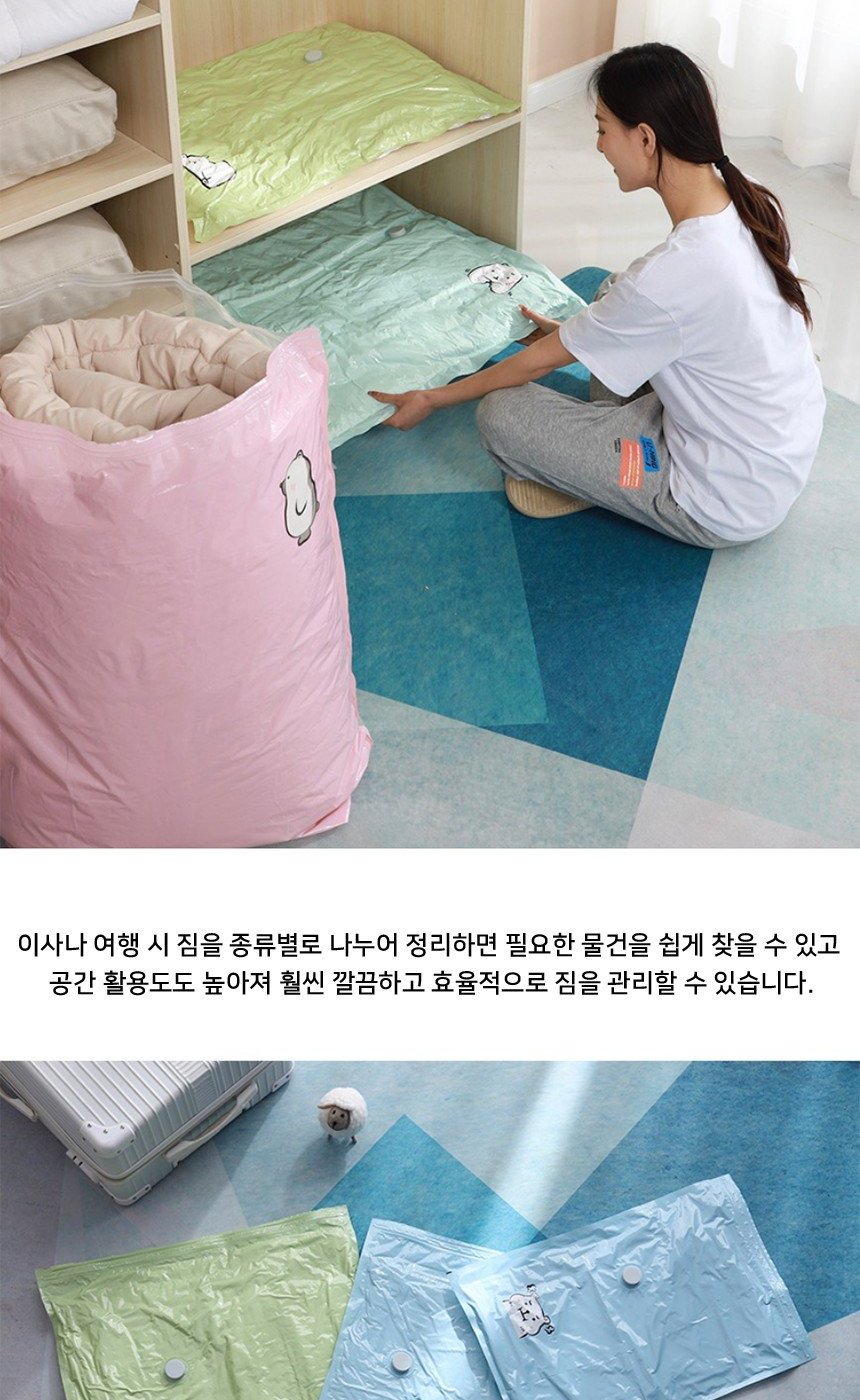 이사나 여행 시 짐을 종류별로 나누어 정리하면 필요한 물건을 쉽게 찾을 수 있고
공간 활용도도 높아져 훨씬 깔끔하고 효율적으로 짐을 관리할 수 있습니다.